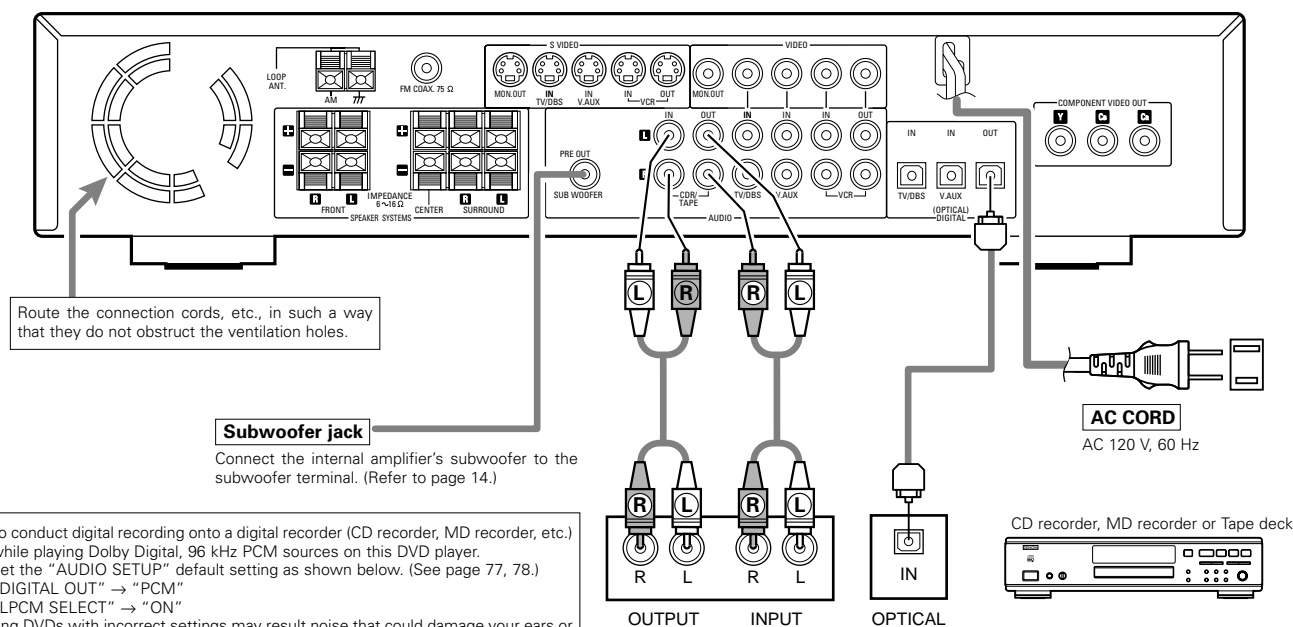 S VIDEO
VIDEO
LOOP
ANT.
AM
FM COAX. 75 Ω
MON.OUT
IN
TV/DBS
IN
V.AUX
IN
OUT
VCR
MON.OUT
COMPONENT VIDEO OUT
Y
CB
CR
IN
OUT
IN
IN
IN
OUT
L
R
PRE OUT
SUB WOOFER
CDR/
TAPE
TV/DBS
V.AUX
VCR
AUDIO
IN
IN
OUT
TV/DBS
V.AUX
(OPTICAL)
DIGITAL
R
L
FRONT
IMPEDANCE
6~16 Ω
CENTER
R
L
SURROUND
SPEAKER SYSTEMS
L
R
R
L
Route the connection cords, etc., in such a way
that they do not obstruct the ventilation holes.
Subwoofer jack
Connect the internal amplifier's subwoofer to the
subwoofer terminal. (Refer to page 14.)
AC CORD
AC 120 V, 60 Hz
o conduct digital recording onto a digital recorder (CD recorder, MD recorder, etc.)
while playing Dolby Digital, 96 kHz PCM sources on this DVD player.
et the "AUDIO SETUP" default setting as shown below. (See page 77, 78.)
DIGITAL OUT" → "PCM"
LPCM SELECT" → "ON"
ng DVDs with incorrect settings may result noise that could damage your ears or
R
L
R
L
R
L
R
L
OUTPUT
INPUT
IN
OPTICAL
CD recorder, MD recorder or Tape deck